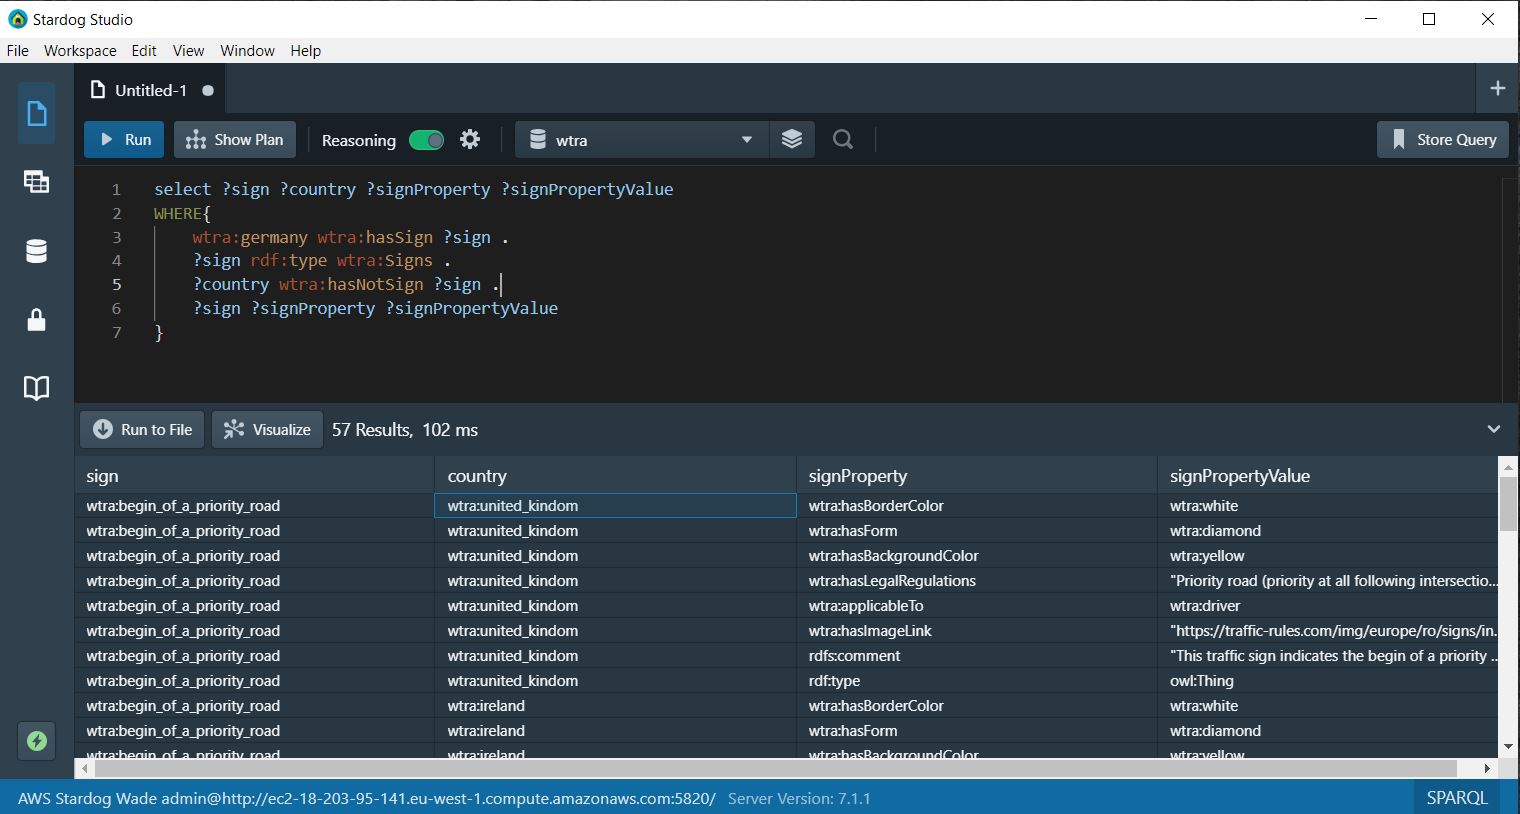 Stardog Studio
File Workspace Edit View Window Help
Untitled-1
Run Show Plan Reasoning wtra Store Query
1 select ?sign ?country ?signProperty ?signPropertyValue
2 WHERE{
3 wtra:germany wtra:hasSign ?sign .
4 ?sign rdf:type wtra:Signs .
5 ?country wtra:hasNotSign ?sign .
6 ?sign ?signProperty ?signPropertyValue
7 }
Run to File Visualize 57 Results, 102 ms
sign country signProperty signPropertyValue
wtra:begin_of_a_priority_road wtra:united_kindom wtra:hasBorderColor wtra:white
wtra:begin_of_a_priority_road wtra:united_kindom wtra:hasForm wtra:diamond
wtra:begin_of_a_priority_road wtra:united_kindom wtra:hasBackgroundColor wtra:yellow
wtra:begin_of_a_priority_road wtra:united_kindom wtra:hasLegalRegulations "Priority road (priority at all following intersectio...
wtra:begin_of_a_priority_road wtra:united_kindom wtra:applicableTo wtra:driver
wtra:begin_of_a_priority_road wtra:united_kindom wtra:hasImageLink "https://traffic-rules.com/img/europe/ro/signs/in...
wtra:begin_of_a_priority_road wtra:united_kindom rdfs:comment "This traffic sign indicates the begin of a priority ...
wtra:begin_of_a_priority_road wtra:united_kindom rdf:type owl:Thing
wtra:begin_of_a_priority_road wtra:ireland wtra:hasBorderColor wtra:white
wtra:begin_of_a_priority_road wtra:ireland wtra:hasForm wtra:diamond
wtra:begin_of_a_priority_road wtra:ireland wtra:hasBackgroundColor wtra:yellow
AWS Stardog Wade admin@http://ec2-18-203-95-141.eu-west-1.compute.amazonaws.com:5820/ Server Version: 7.1.1 SPARQL